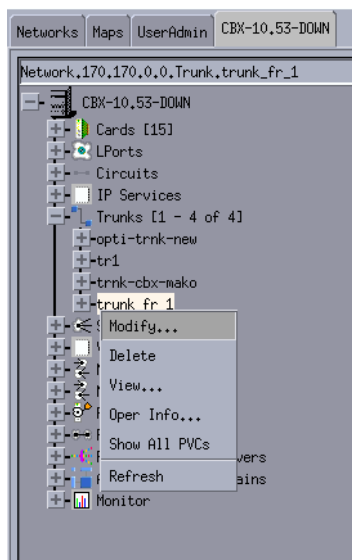 Networks Maps UserAdmin CBX-10.53-DOWN
Network.170.170.0.0.Trunk.trunk_fr_1
CBX-10.53-DOWN
Cards [15]
LPorts
Circuits
IP Services
Trunks [1 - 4 of 4]
opti-trnk-new
tr1
trnk-cbx-mako
trunk_fr_1
Modify...
Delete
View...
Oper Info...
Show All PVCs
Refresh
Monitor